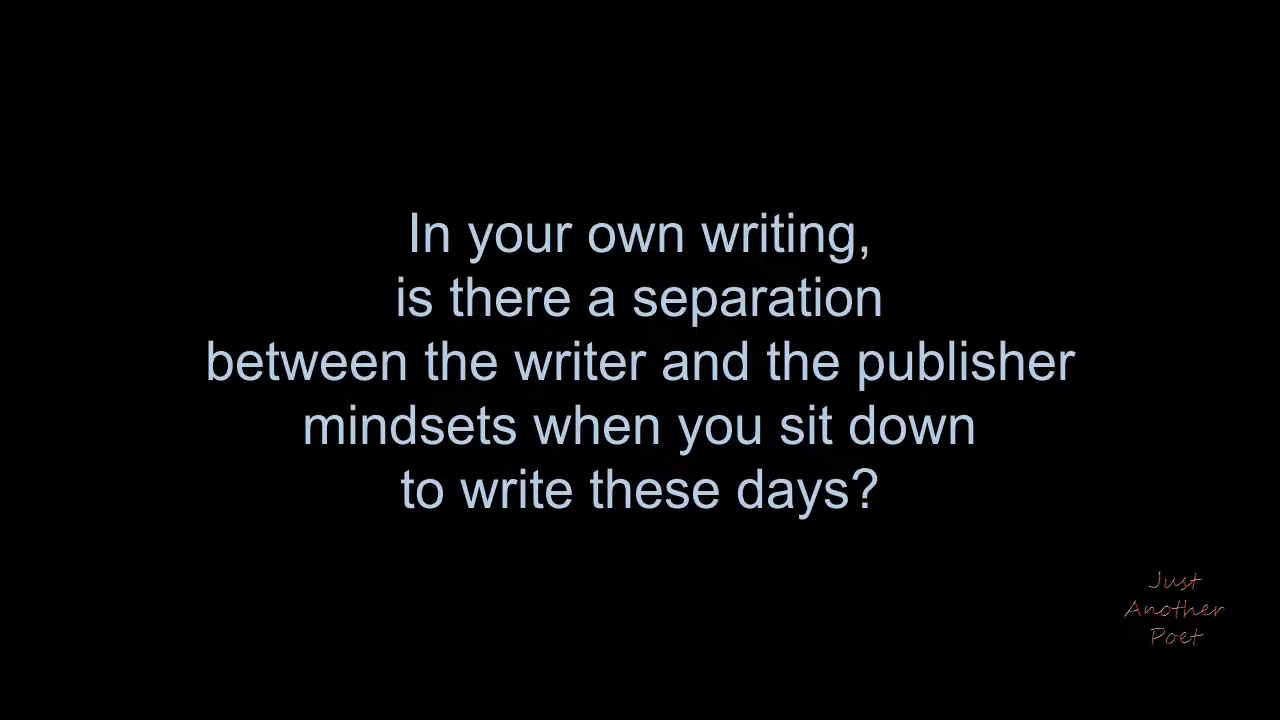 In your own writing,
is there a separation
between the writer and the publisher
mindsets when you sit down
to write these days?
Just
Another
Poet